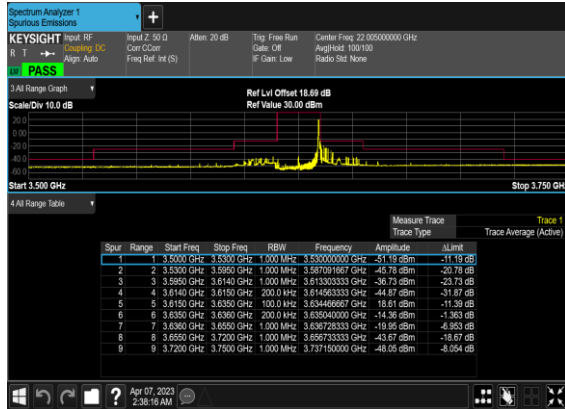 Spectrum Analyzer 1
Spurious Emissions
KEYSIGHT Input: RF Input Z: 50 Ω Atten: 20 dB Trig: Free Run Center Freq: 22.005000000 GHz
R T Coupling: DC Corr CCorr Gate: Off Avg|Hold: 100/100
Align: Auto Freq Ref: Int (S) IF Gain: Low Radio Std: None
PASS
3 All Range Graph
Ref Lvl Offset 18.69 dB
Scale/Div 10.0 dB Ref Value 30.00 dBm
20.0
0.00
-20.0
-40.0
-60.0
Start 3.500 GHz Stop 3.750 GH
4 All Range Table
Measure Trace Trace 1
Trace Type Trace Average (Active)
Spur Range Start Freq Stop Freq RBW Frequency Amplitude ΔLimit
1 1 3.5000 GHz 3.5300 GHz 1.000 MHz 3.530000000 GHz -51.19 dBm -11.19 dB
2 2 3.5300 GHz 3.5950 GHz 1.000 MHz 3.587091667 GHz -45.78 dBm -20.78 dB
3 3 3.5950 GHz 3.6140 GHz 1.000 MHz 3.613303333 GHz -36.73 dBm -23.73 dB
4 4 3.6140 GHz 3.6150 GHz 200.0 kHz 3.614563333 GHz -44.87 dBm -31.87 dB
5 5 3.6150 GHz 3.6350 GHz 100.0 kHz 3.634466667 GHz 18.61 dBm -11.39 dB
6 6 3.6350 GHz 3.6360 GHz 200.0 kHz 3.635040000 GHz -14.36 dBm -1.363 dB
7 7 3.6360 GHz 3.6550 GHz 1.000 MHz 3.636728333 GHz -19.95 dBm -6.953 dB
8 8 3.6550 GHz 3.7200 GHz 1.000 MHz 3.656733333 GHz -43.67 dBm -18.67 dB
9 9 3.7200 GHz 3.7500 GHz 1.000 MHz 3.737150000 GHz -48.05 dBm -8.054 dB
Apr 07, 2023
2:38:16 AM